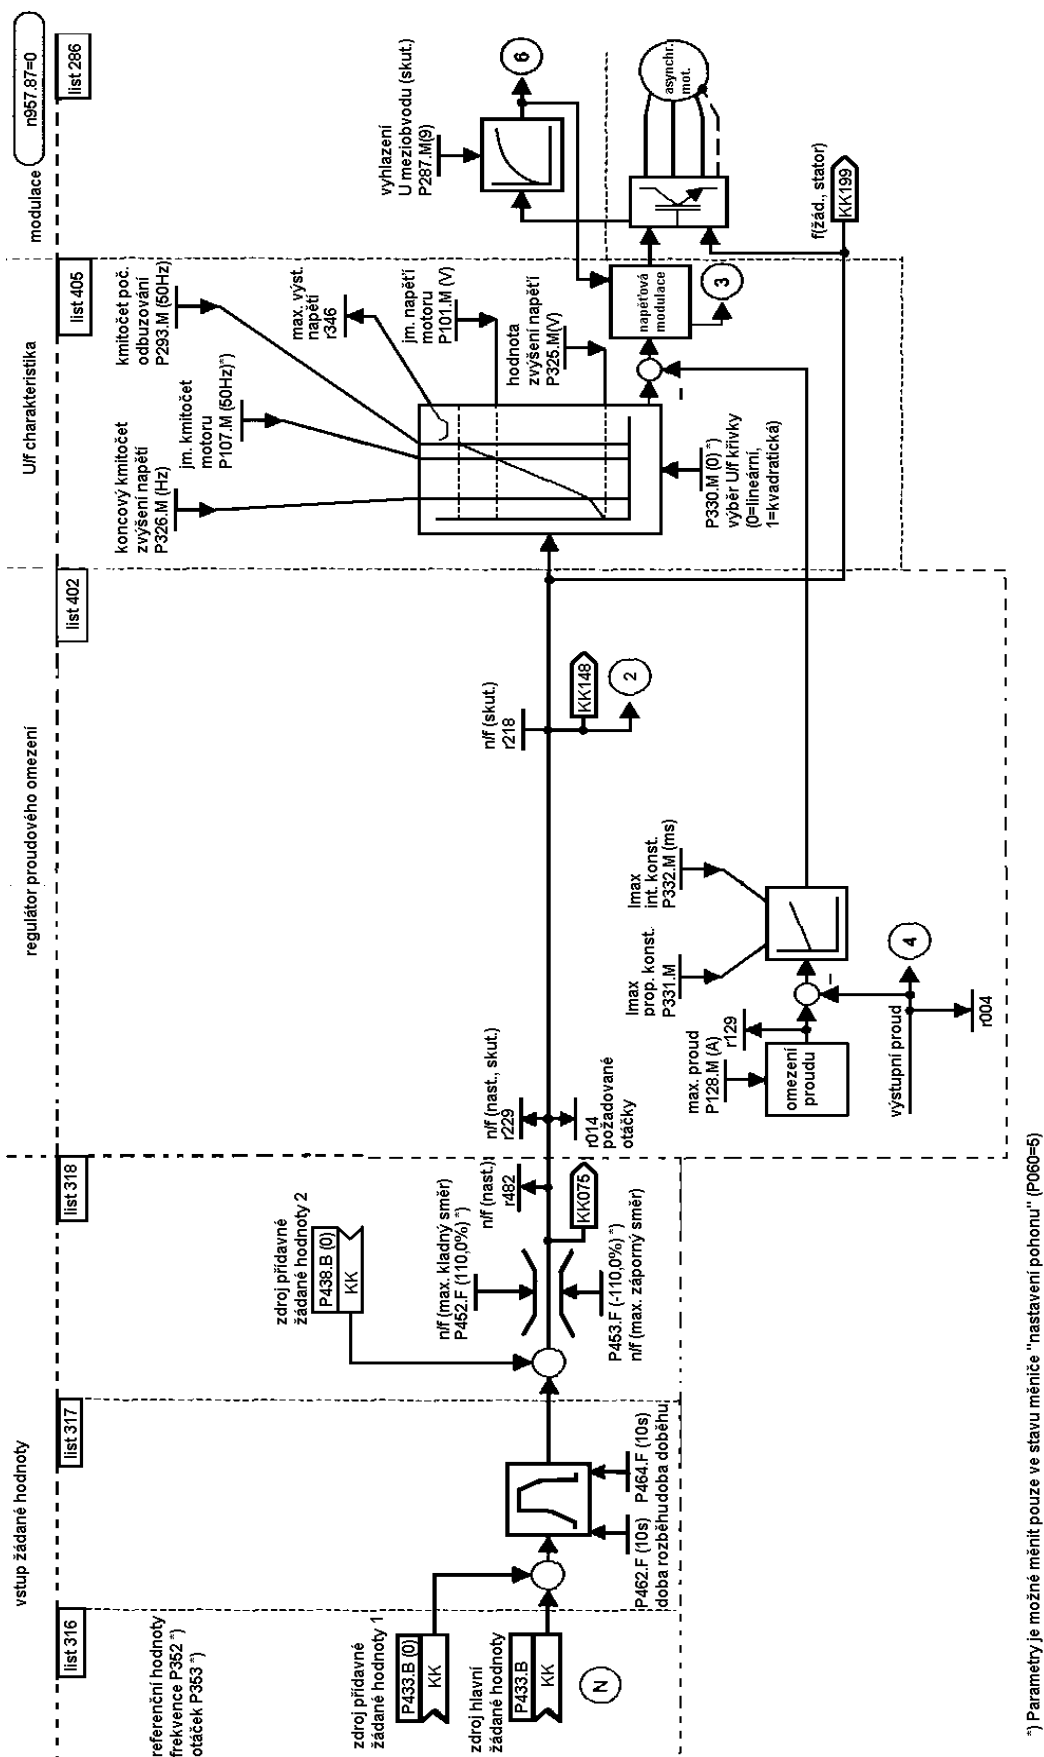 vstup žádané hodnoty
regulátor proudového omezení
U/f charakteristika
modulace
n957.87=0
list 316
list 317
list 318
list 402
list 405
list 286
referenční hodnoty
frekvence P352 *)
otáček P353 *)
zdroj přídavné
žádané hodnoty 1
P433.B (0)
KK
zdroj hlavní
žádané hodnoty
P433.B
KK
N
P462.F (10s)
doba rozběhu
P464.F (10s)
doba doběhu
zdroj přídavné
žádané hodnoty 2
P438.B (0)
KK
n/f (max. kladný směr)
P452.F (110,0%) *)
P453.F (-110,0%) *)
n/f (max. záporný směr)
n/f (nast.)
r482
KK075
n/f (nast., skut.)
r229
r014
požadované
otáčky
max. proud
P128.M (A)
r129
omezení
proudu
výstupní proud
r004
4
–
Imax
prop. konst.
P331.M
Imax
int. konst.
P332.M (ms)
n/f (skut.)
r218
KK148
2
koncový kmitočet
zvýšení napětí
P326.M (Hz)
jm. kmitočet
motoru
P107.M (50Hz)*)
kmitočet poč.
odbuzování
P293.M (50Hz)
max. výst.
napětí
r346
jm. napětí
motoru
P101.M (V)
hodnota
zvýšení napětí
P325.M(V)
P330.M (0) *)
výběr U/f křivky
(0=lineární,
1=kvadratická)
–
napěťová
modulace
3
vyhlazení
U meziobvodu (skut.)
P287.M(9)
6
asynchr.
mot.
f(žád., stator)
KK199
*) Parametry je možné měnit pouze ve stavu měniče "nastavení pohonu" (P060=5)